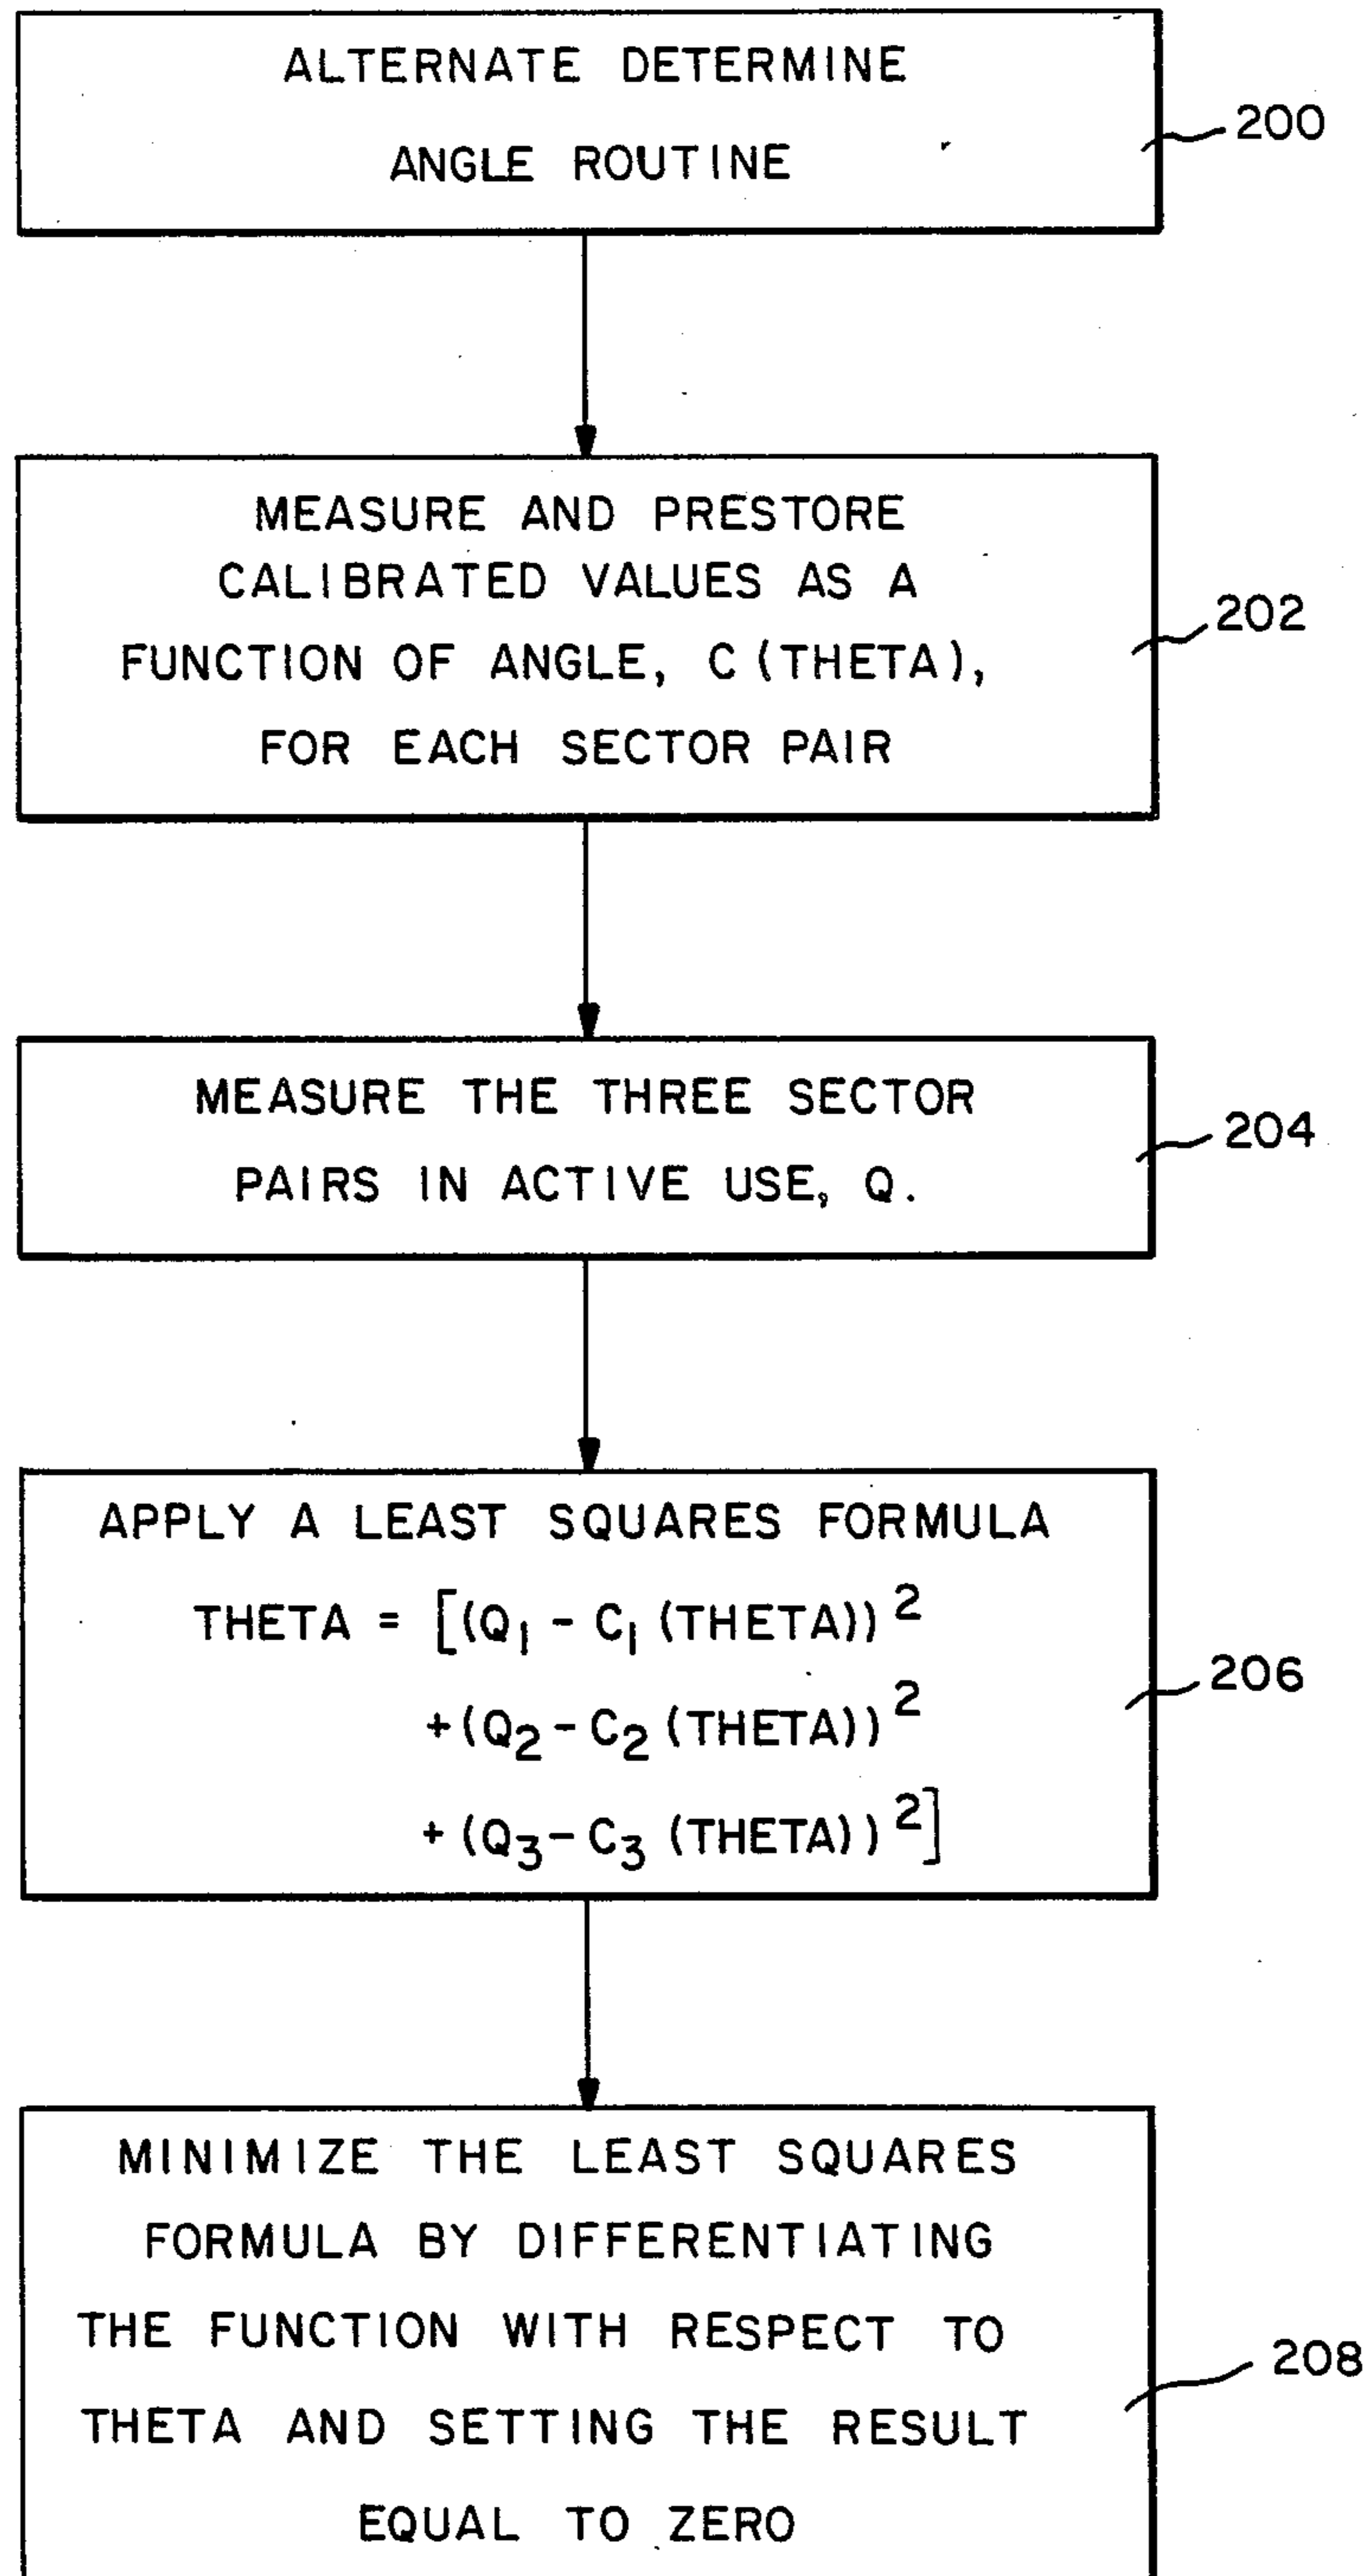 ALTERNATE DETERMINE
ANGLE ROUTINE
200
MEASURE AND PRESTORE
CALIBRATED VALUES AS A
FUNCTION OF ANGLE, C (THETA),
FOR EACH SECTOR PAIR
202
MEASURE THE THREE SECTOR
PAIRS IN ACTIVE USE, Q.
204
APPLY A LEAST SQUARES FORMULA
THETA = [(Q₁ - C₁ (THETA))²
+(Q₂ - C₂ (THETA))²
+ (Q₃ - C₃ (THETA))²]
206
MINIMIZE THE LEAST SQUARES
FORMULA BY DIFFERENTIATING
THE FUNCTION WITH RESPECT TO
THETA AND SETTING THE RESULT
EQUAL TO ZERO
208